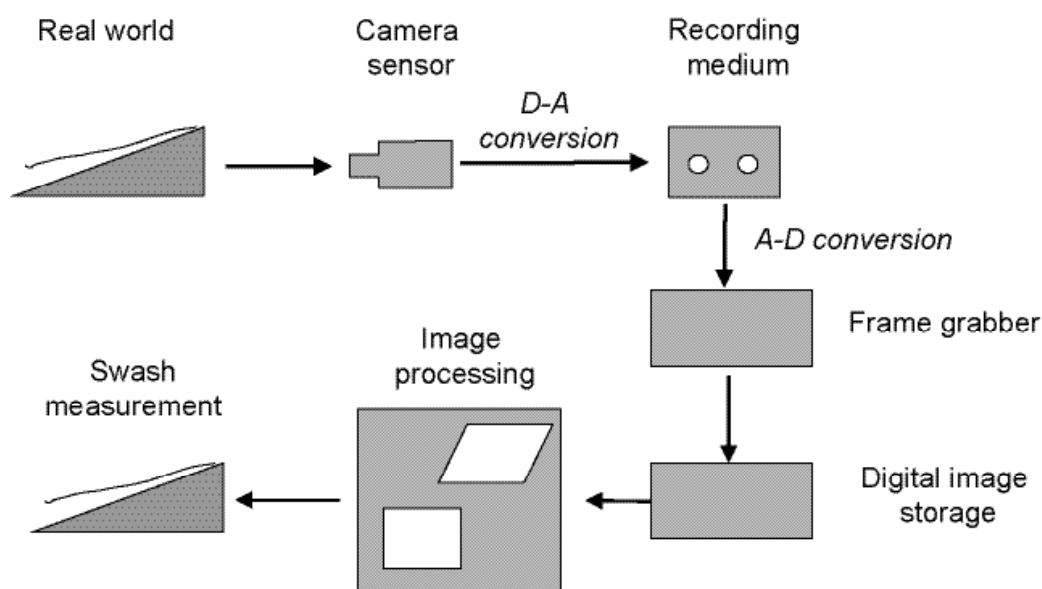 Real world
Camera
sensor
Recording
medium
D-A
conversion
A-D conversion
Frame grabber
Image
processing
Swash
measurement
Digital image
storage